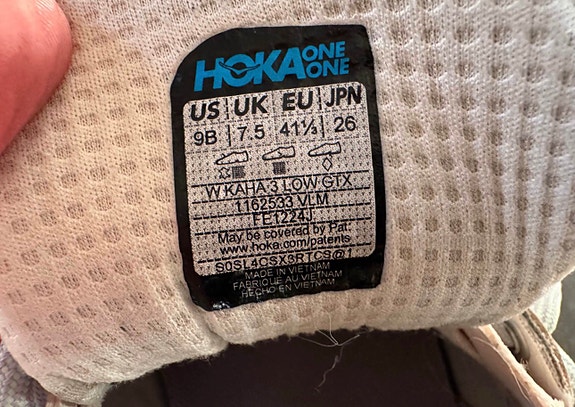 HOKA ONE ONE
US | UK | EU | JPN
9B | 7.5 | 41⅓ | 26
W KAHA 3 LOW GTX
1162533 VLM
FE1224J
May be covered by Pat.
www.hoka.com/patents
S0SL4CSX3RTCS@1
MADE IN VIETNAM
FABRIQUE AU VIETNAM
HECHO EN VIETNAM